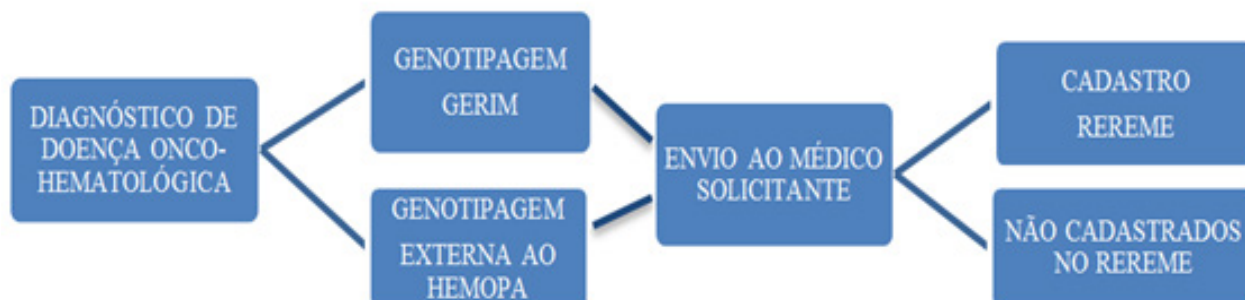 DIAGNÓSTICO DE
DOENÇA ONCO-
HEMATOLÓGICA
GENOTIPAGEM
GERIM
GENOTIPAGEM
EXTERNA AO
HEMOPA
ENVIO AO MÉDICO
SOLICITANTE
CADASTRO
REREME
NÃO CADASTRADOS
NO REREME